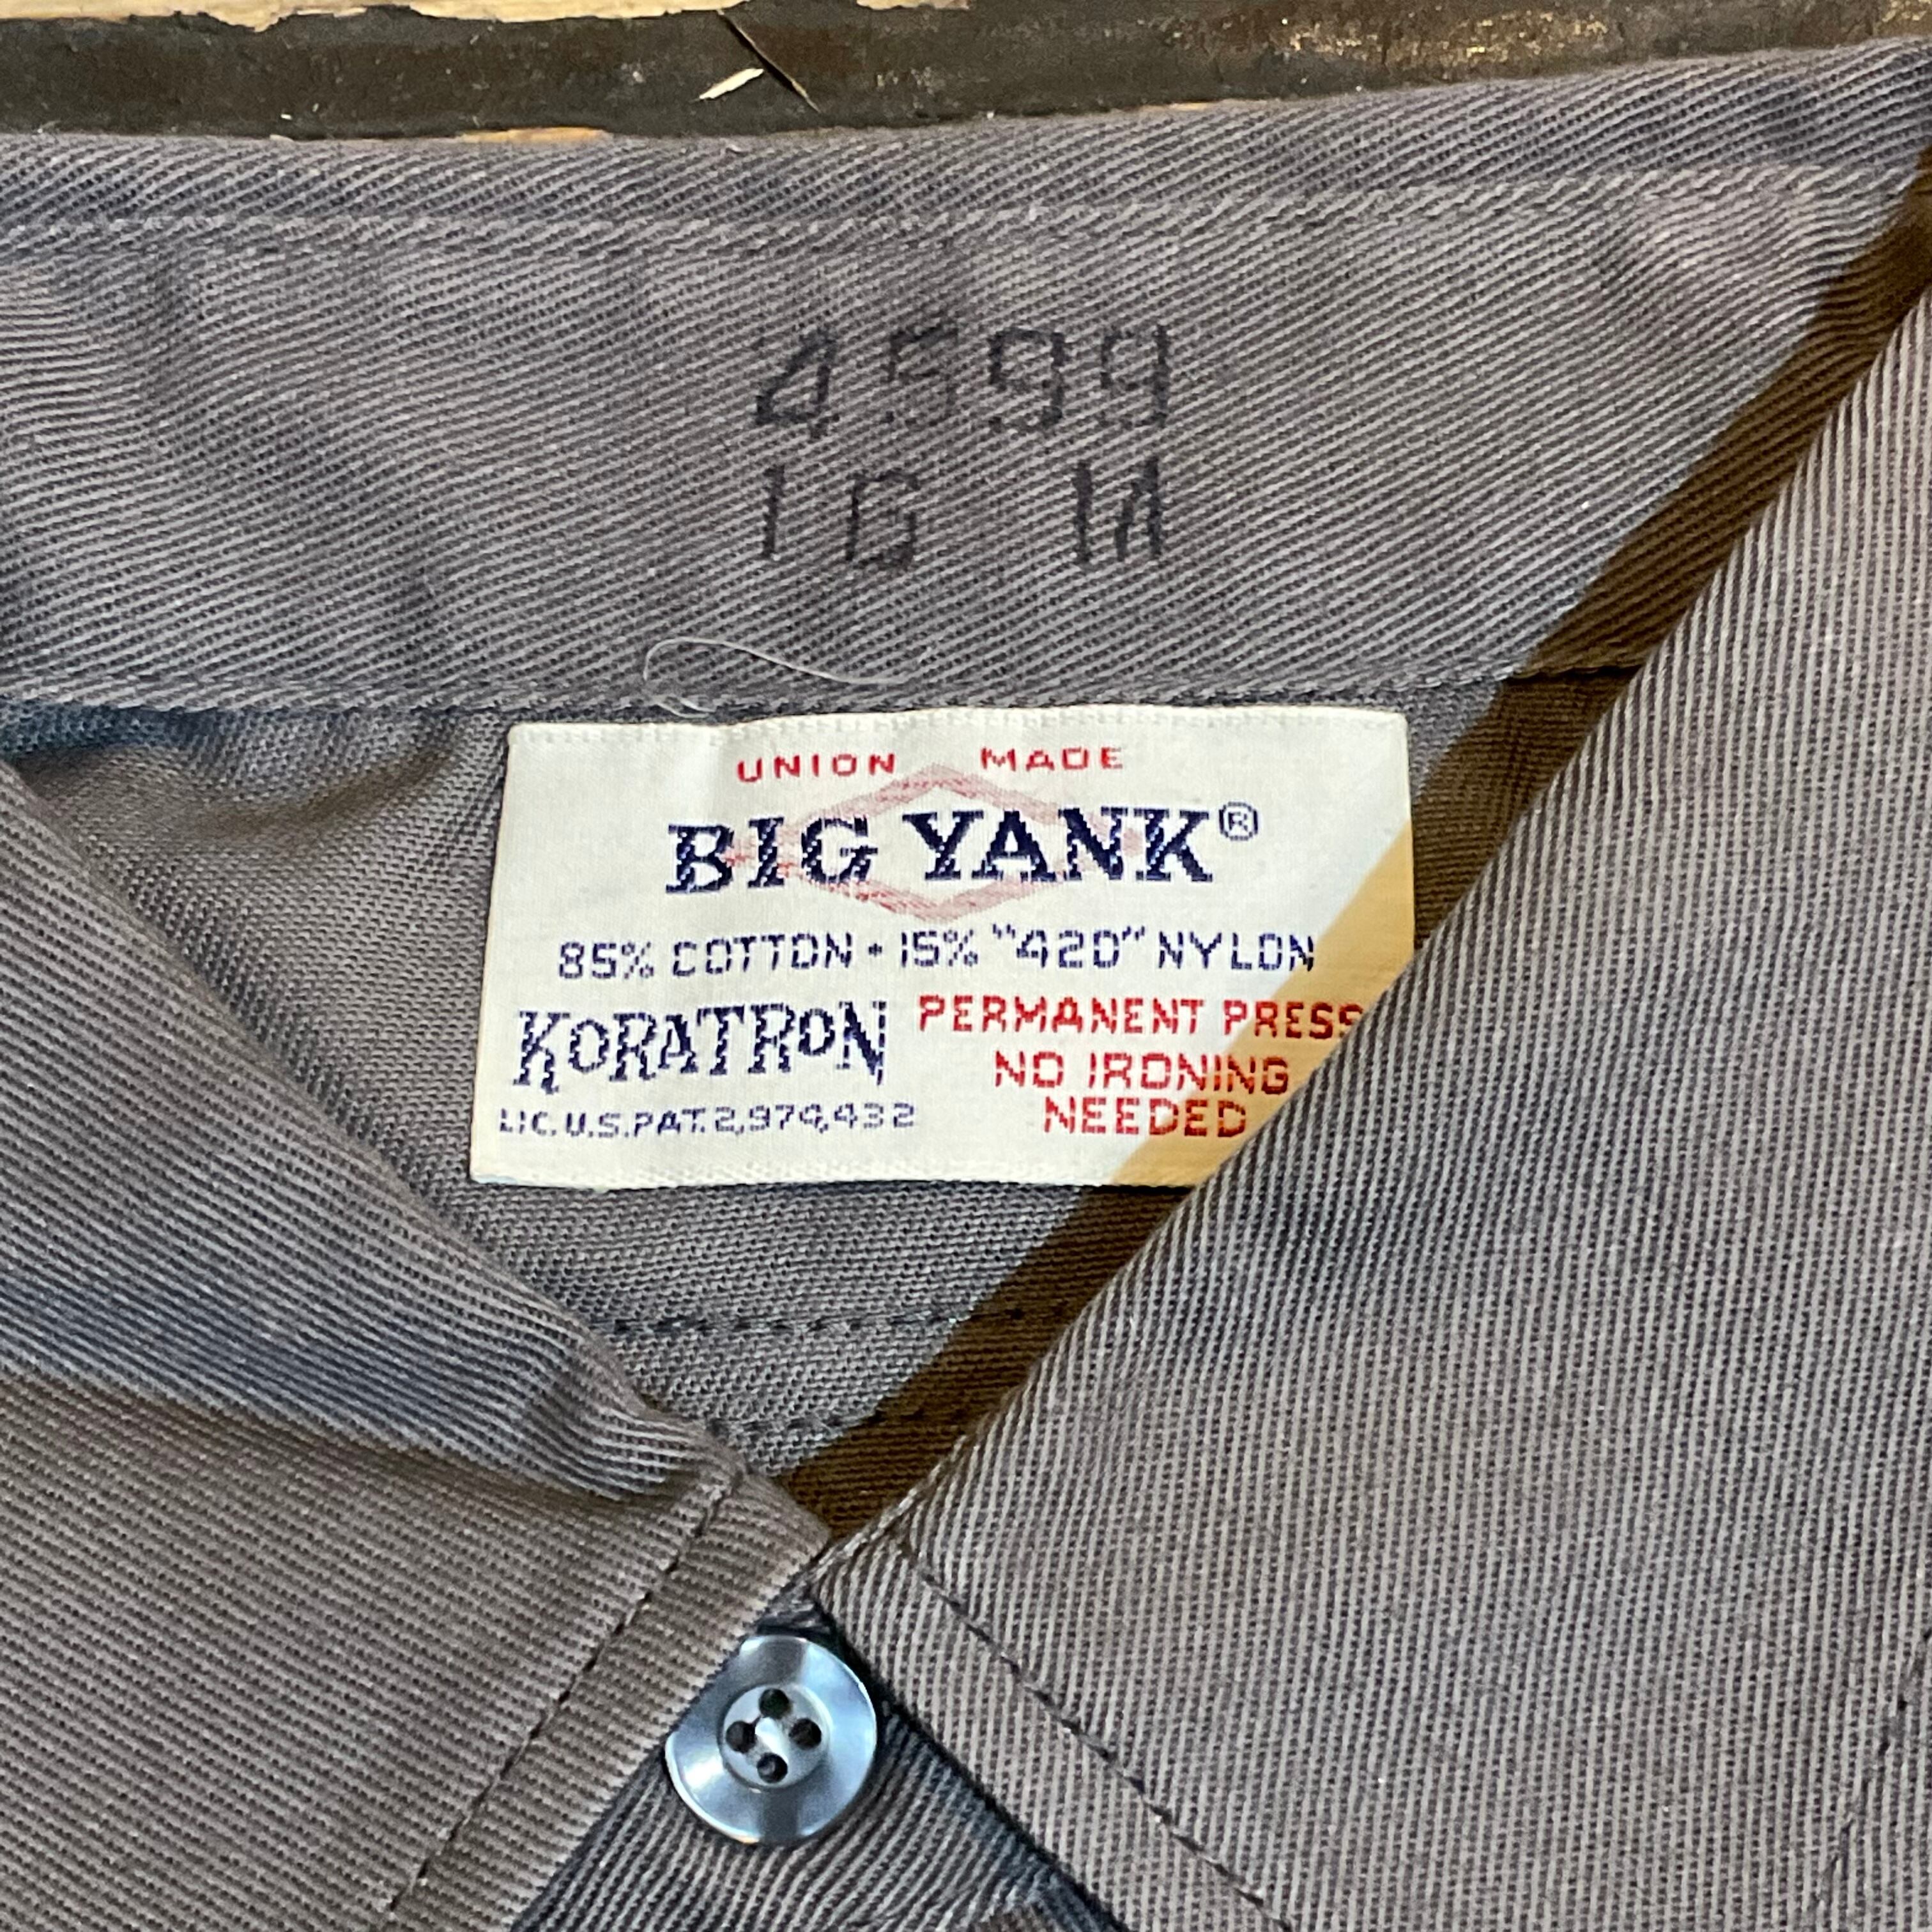 4599
16 M
UNION MADE
BIG YANK®
85% COTTON • 15% "420" NYLON
KORATRON PERMANENT PRESS
NO IRONING
NEEDED
LIC. U.S. PAT. 2,974,432